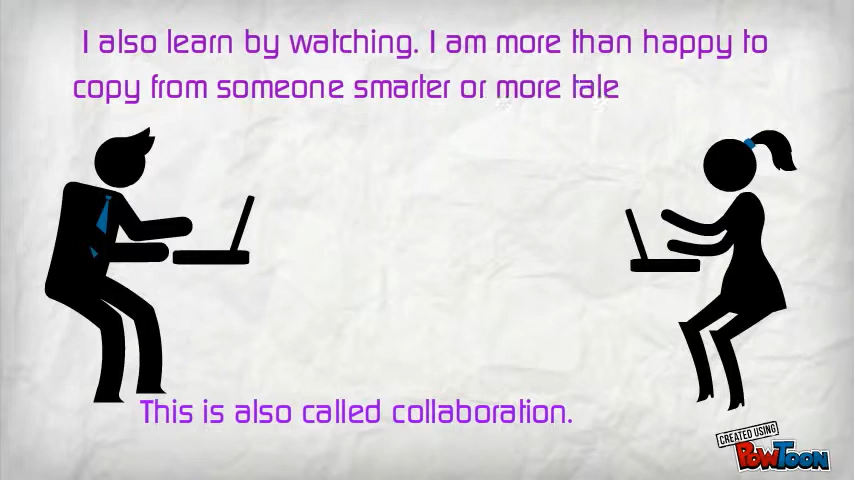 I also learn by watching. I am more than happy to
copy from someone smarter or more tale
This is also called collaboration.
CREATED USING
POWTOON